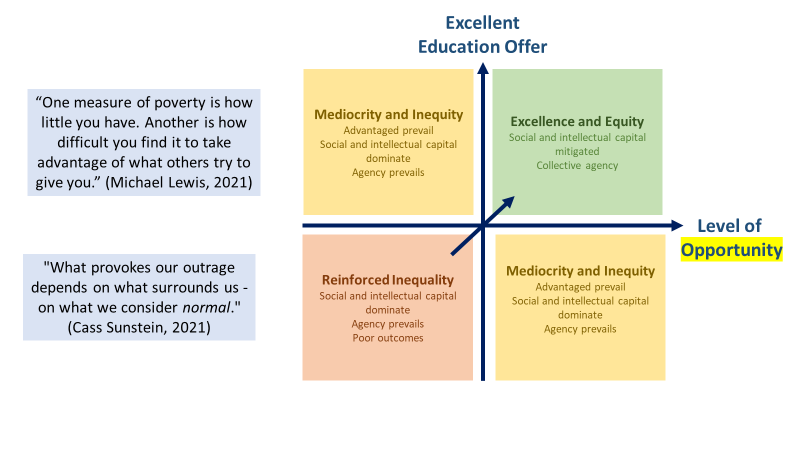 Excellent
Education Offer
“One measure of poverty is how
little you have. Another is how
difficult you find it to take
advantage of what others try to
give you.” (Michael Lewis, 2021)
Mediocrity and Inequity
Advantaged prevail
Social and intellectual capital
dominate
Agency prevails
Excellence and Equity
Social and intellectual capital
mitigated
Collective agency
Level of
Opportunity
"What provokes our outrage
depends on what surrounds us -
on what we consider normal."
(Cass Sunstein, 2021)
Reinforced Inequality
Social and intellectual capital
dominate
Agency prevails
Poor outcomes
Mediocrity and Inequity
Advantaged prevail
Social and intellectual capital
dominate
Agency prevails